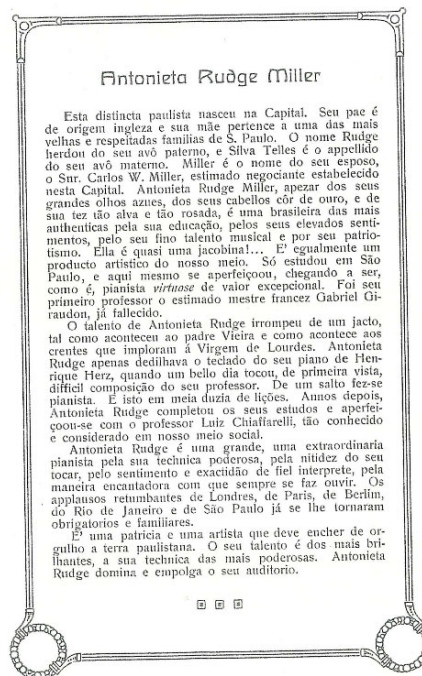 Antonieta Rudge Miller
Esta distincta paulista nasceu na Capital. Seu pae é
de origem ingleza e sua mãe pertence a uma das mais
velhas e respeitadas familias de S. Paulo. O nome Rudge
herdou do seu avô paterno, e Silva Telles é o appellido
do seu avô materno. Miller é o nome do seu esposo,
o Snr. Carlos W. Miller, estimado negociante estabelecido
nesta Capital. Antonieta Rudge Miller, apezar dos seus
grandes olhos azues, dos seus cabellos côr de ouro, e de
sua tez tão alva e tão rosada, é uma brasileira das mais
authenticas pela sua educação, pelos seus elevados senti-
mentos, pelo seu fino talento musical e por seu patrio-
tismo. Ella é quasi uma jacobina!... E' egualmente um
producto artistico do nosso meio. Só estudou em São
Paulo, e aqui mesmo se aperfeiçoou, chegando a ser,
como é, pianista virtuose de valor excepcional. Foi seu
primeiro professor o estimado mestre francez Gabriel Gi-
raudon, já fallecido.
O talento de Antonieta Rudge irrompeu de um jacto,
tal como aconteceu ao padre Vieira e como acontece aos
crentes que imploram á Virgem de Lourdes. Antonieta
Rudge apenas dedilhava o teclado do seu piano de Hen-
rique Herz, quando um bello dia tocou, de primeira vista,
difficil composição do seu professor. De um salto fez-se
pianista. E isto em meia duzia de lições. Annos depois,
Antonieta Rudge completou os seus estudos e aperfei-
çoou-se com o professor Luiz Chiaffarelli, tão conhecido
e considerado em nosso meio social.
Antonieta Rudge é uma grande, uma extraordinaria
pianista pela sua technica poderosa, pela nitidez do seu
tocar, pelo sentimento e exactidão de fiel interprete, pela
maneira encantadora com que sempre se faz ouvir. Os
applausos retumbantes de Londres, de Paris, de Berlim,
do Rio de Janeiro e de São Paulo já se lhe tornaram
obrigatorios e familiares.
E' uma patricia e uma artista que deve encher de or-
gulho a terra paulistana. O seu talento é dos mais bri-
lhantes, a sua technica das mais poderosas. Antonieta
Rudge domina e empolga o seu auditorio.